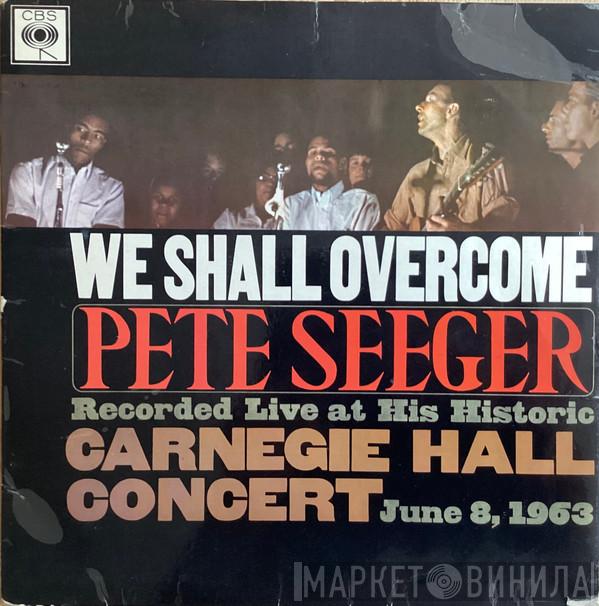 CBS
WE SHALL OVERCOME
PETE SEEGER
Recorded Live at His Historic
CARNEGIE HALL
CONCERT June 8, 1963
МАРКЕТ ВИНИЛА